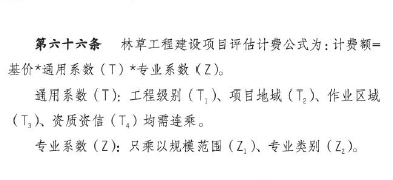 第六十六条 林草工程建设项目评估计费公式为：计费额=
基价*通用系数（T）*专业系数（Z）。
通用系数（T）：工程级别（T₁）、项目地域（T₂）、作业区域
（T₃）、资质资信（T₄）均需连乘。
专业系数（Z）：只乘以规模范围（Z₁）、专业类别（Z₂）。